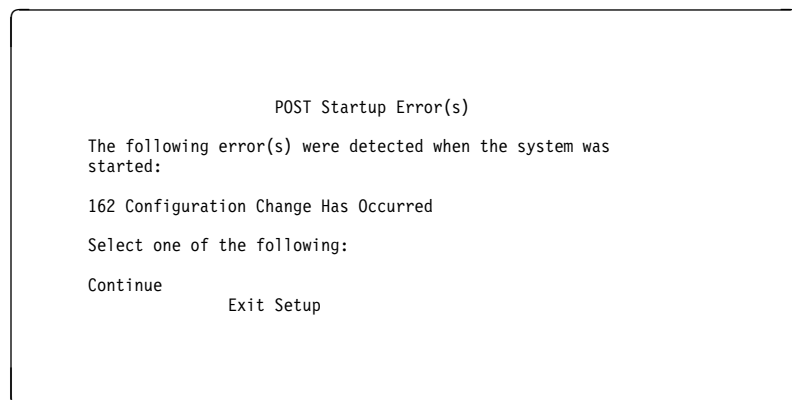 POST Startup Error(s)
The following error(s) were detected when the system was
started:
162 Configuration Change Has Occurred
Select one of the following:
Continue
Exit Setup